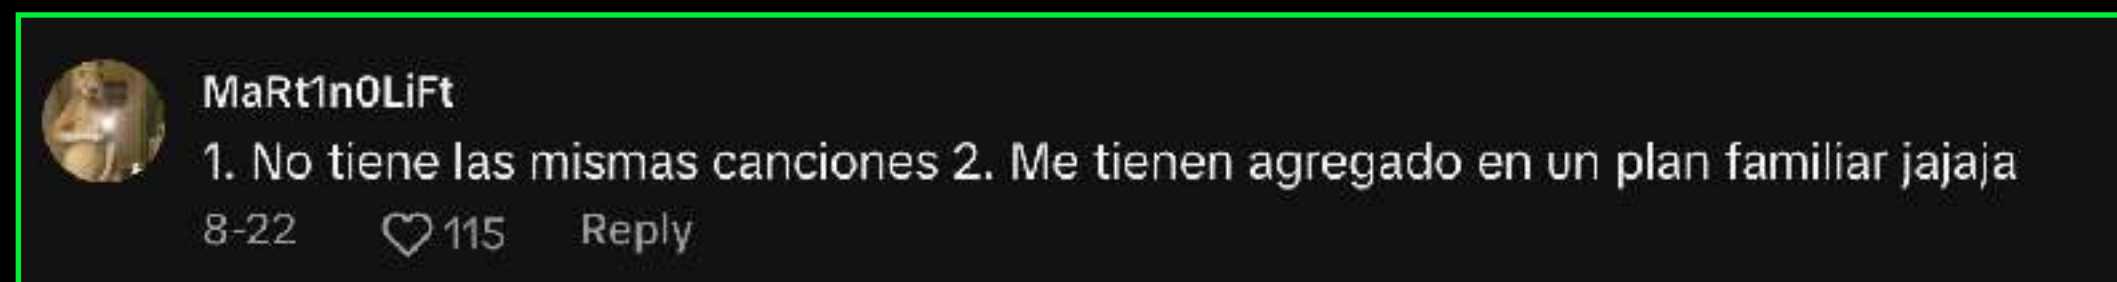 MaRt1n0LiFt
1. No tiene las mismas canciones 2. Me tienen agregado en un plan familiar jajaja
8-22 115 Reply